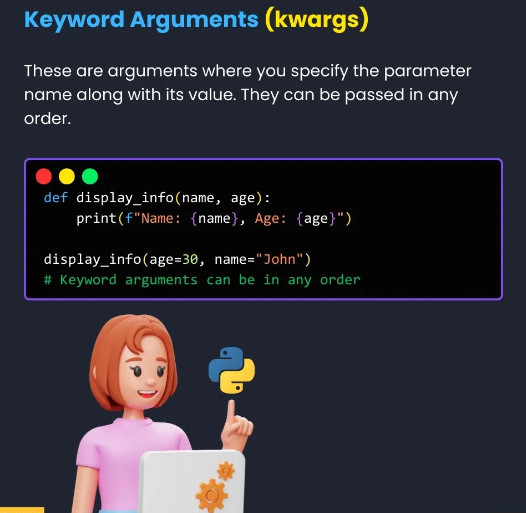 Keyword Arguments (kwargs)
These are arguments where you specify the parameter
name along with its value. They can be passed in any
order.
def display_info(name, age):
    print(f"Name: {name}, Age: {age}")
display_info(age=30, name="John")
# Keyword arguments can be in any order